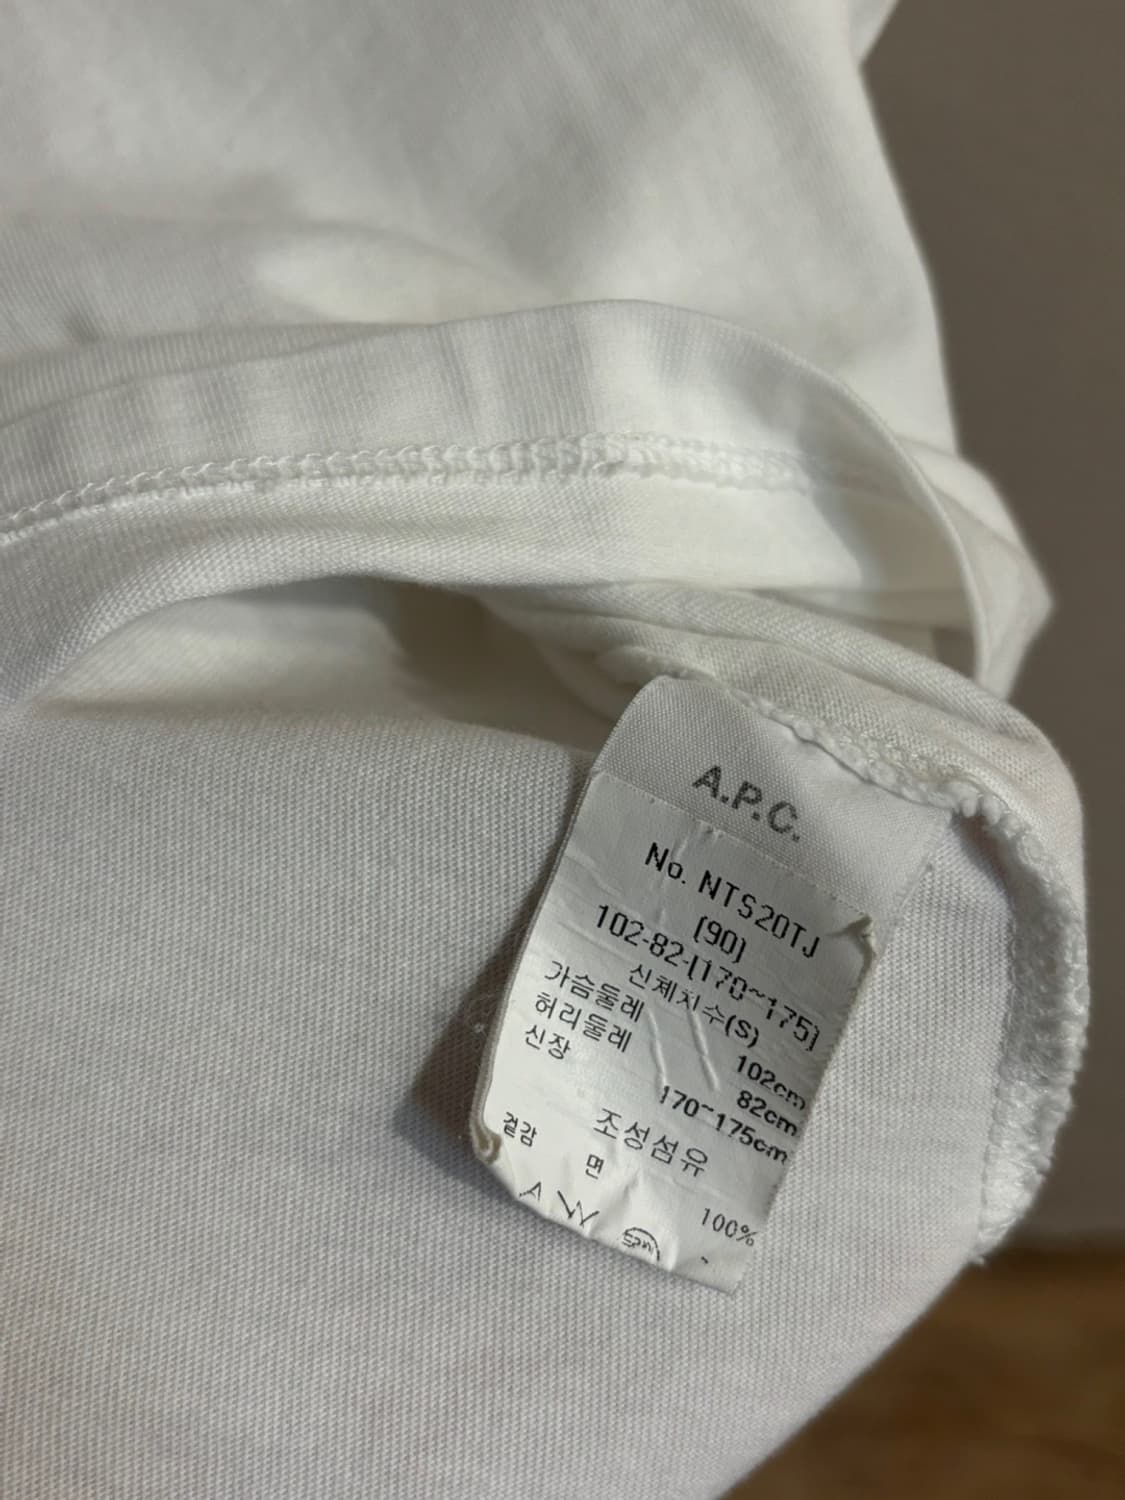 A.P.C.
No. NTS20TJ
(90)
102-82-(170~175)
신체치수(S)
가슴둘레 102cm
허리둘레 82cm
신장 170~175cm
조성섬유
겉감 면 100%